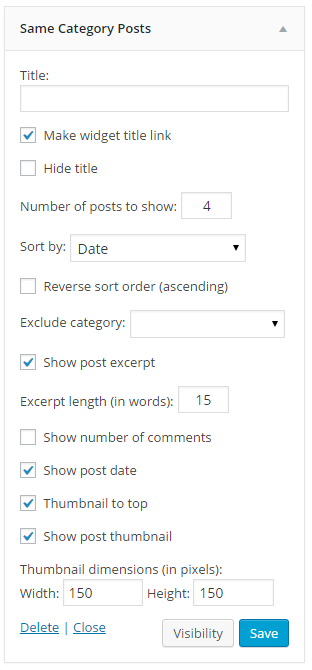 Same Category Posts
Title:
Make widget title link
Hide title
Number of posts to show: 4
Sort by: Date
Reverse sort order (ascending)
Exclude category:
Show post excerpt
Excerpt length (in words): 15
Show number of comments
Show post date
Thumbnail to top
Show post thumbnail
Thumbnail dimensions (in pixels):
Width: 150 Height: 150
Delete | Close Visibility Save